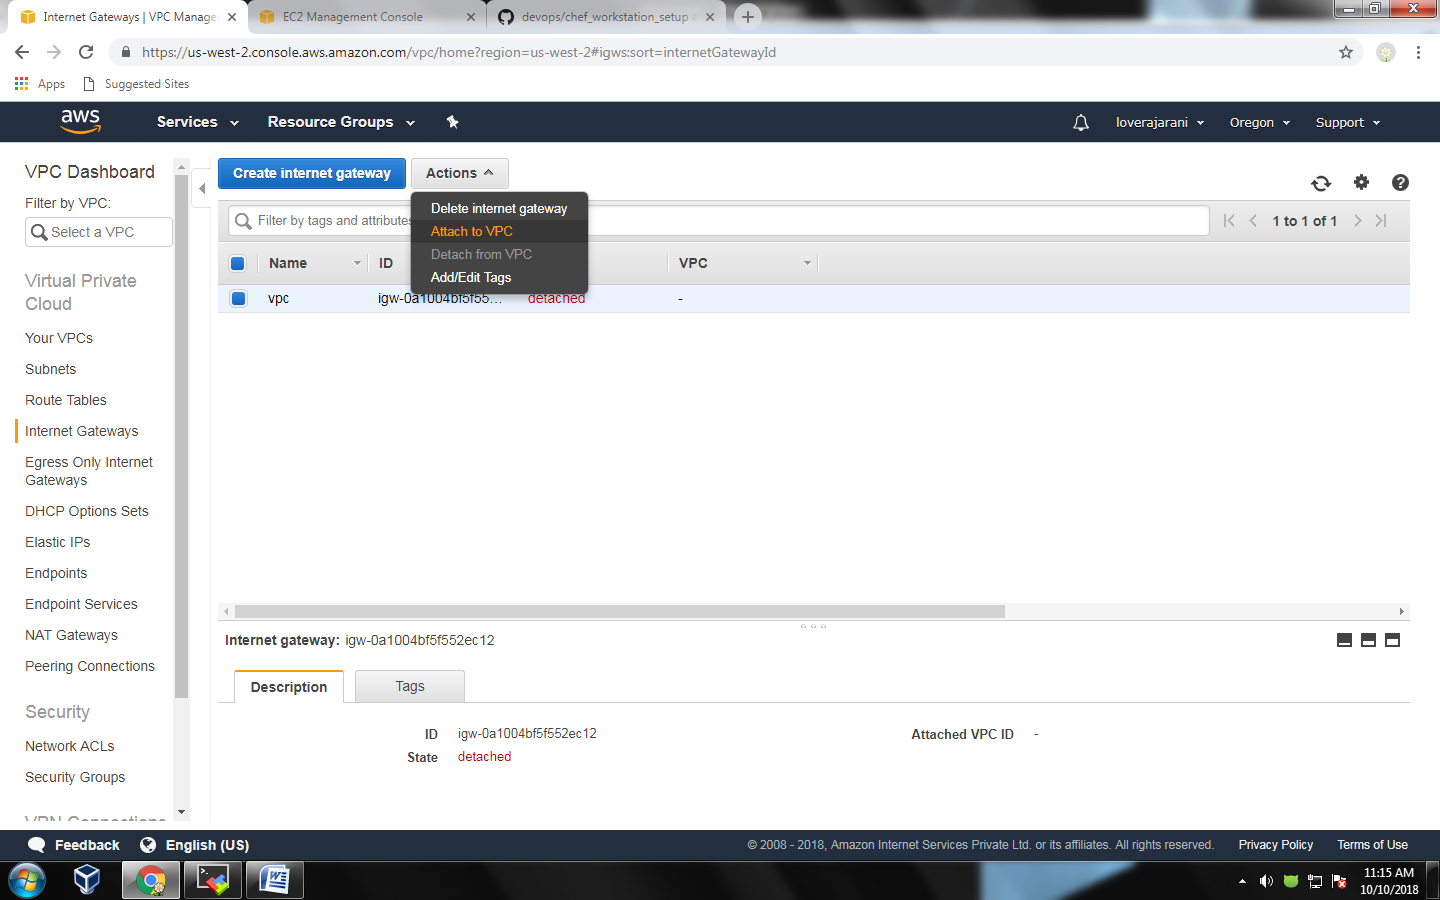 Internet Gateways | VPC Manage
EC2 Management Console
devops/chef_workstation_setup
https://us-west-2.console.aws.amazon.com/vpc/home?region=us-west-2#igws:sort=internetGatewayId
Apps
Suggested Sites
aws
Services
Resource Groups
loverajarani
Oregon
Support
VPC Dashboard
Filter by VPC:
Select a VPC
Virtual Private
Cloud
Your VPCs
Subnets
Route Tables
Internet Gateways
Egress Only Internet
Gateways
DHCP Options Sets
Elastic IPs
Endpoints
Endpoint Services
NAT Gateways
Peering Connections
Security
Network ACLs
Security Groups
VPN Connections
Create internet gateway
Actions
Delete internet gateway
Attach to VPC
Detach from VPC
Add/Edit Tags
Filter by tags and attributes
1 to 1 of 1
Name
ID
VPC
vpc
igw-0a1004bf5f55...
detached
-
Internet gateway: igw-0a1004bf5f552ec12
Description
Tags
ID igw-0a1004bf5f552ec12
Attached VPC ID -
State detached
Feedback
English (US)
© 2008 - 2018, Amazon Internet Services Private Ltd. or its affiliates. All rights reserved.
Privacy Policy
Terms of Use
11:15 AM
10/10/2018